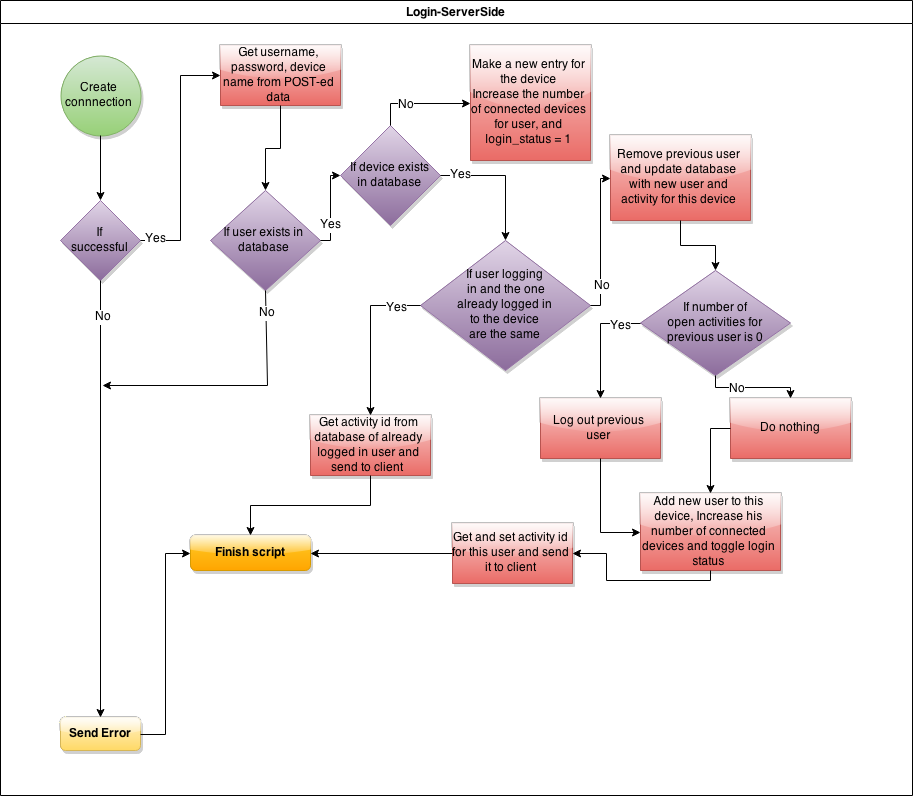 Login-ServerSide
Create
connnection
Get username,
password, device
name from POST-ed
data
Make a new entry for
the device
Increase the number
of connected devices
for user, and
login_status = 1
No
If device exists
in database
Yes
Remove previous user
and update database
with new user and
activity for this device
If
successful
Yes
If user exists in
database
Yes
If user logging
in and the one
already logged in
to the device
are the same
No
Yes
No
No
If number of
open activities for
previous user is 0
Yes
No
Get activity id from
database of already
logged in user and
send to client
Log out previous
user
Do nothing
Add new user to this
device, Increase his
number of connected
devices and toggle login
status
Get and set activity id
for this user and send
it to client
Finish script
Send Error